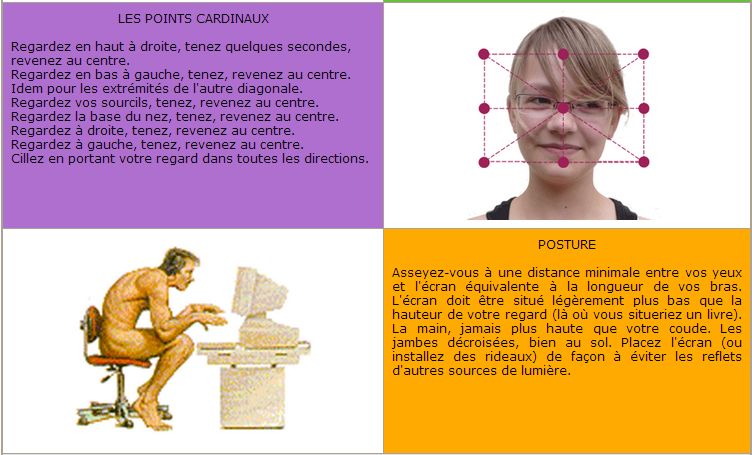 LES POINTS CARDINAUX
Regardez en haut à droite, tenez quelques secondes,
revenez au centre.
Regardez en bas à gauche, tenez, revenez au centre.
Idem pour les extrémités de l'autre diagonale.
Regardez vos sourcils, tenez, revenez au centre.
Regardez la base du nez, tenez, revenez au centre.
Regardez à droite, tenez, revenez au centre.
Regardez à gauche, tenez, revenez au centre.
Cillez en portant votre regard dans toutes les directions.
POSTURE
Asseyez-vous à une distance minimale entre vos yeux
et l'écran équivalente à la longueur de vos bras.
L'écran doit être situé légèrement plus bas que la
hauteur de votre regard (là où vous situeriez un livre).
La main, jamais plus haute que votre coude. Les
jambes décroisées, bien au sol. Placez l'écran (ou
installez des rideaux) de façon à éviter les reflets
d'autres sources de lumière.